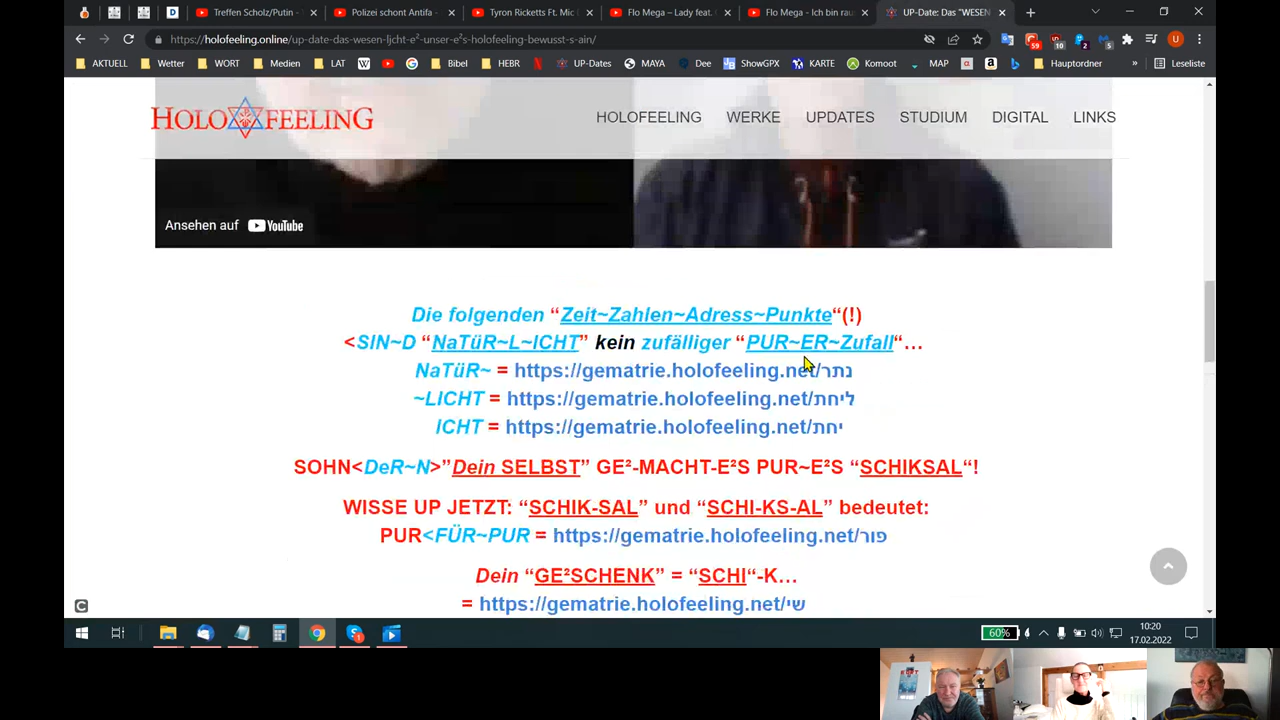 Treffen Scholz/Putin -
Polizei schont Antifa -
Tyron Ricketts Ft. Mic
Flo Mega – Lady feat.
Flo Mega - Ich bin rau
UP-Date: Das "WESEN
https://holofeeling.online/up-date-das-wesen-ljcht-e²-unser-e²s-holofeeling-bewusst-s-ain/
AKTUELL Wetter WORT Medien LAT Bibel HEBR UP-Dates MAYA Dee ShowGPX KARTE Komoot MAP Hauptordner » Leseliste
HOLOFEELING
HOLOFEELING WERKE UPDATES STUDIUM DIGITAL LINKS
Ansehen auf YouTube
Die folgenden “Zeit~Zahlen~Adress~Punkte“(!)
<SIN~D “NaTüR~L~ICHT” kein zufälliger “PUR~ER~Zufall“…
NaTüR~ = https://gematrie.holofeeling.net/נתר
~LICHT = https://gematrie.holofeeling.net/ליחת
ICHT = https://gematrie.holofeeling.net/יחת
SOHN<DeR~N>”Dein SELBST” GE²-MACHT-E²S PUR~E²S “SCHIKSAL“!
WISSE UP JETZT: “SCHIK-SAL” und “SCHI-KS-AL” bedeutet:
PUR<FÜR~PUR = https://gematrie.holofeeling.net/פור
Dein “GE²SCHENK” = “SCHI“-K…
= https://gematrie.holofeeling.net/שי
60%
10:20
17.02.2022